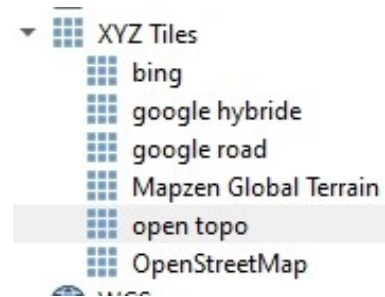 XYZ Tiles
bing
google hybride
google road
Mapzen Global Terrain
open topo
OpenStreetMap